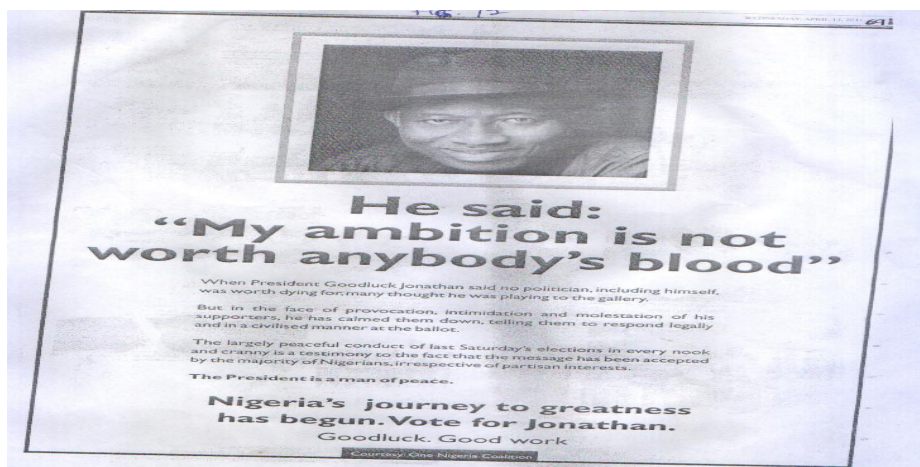 WEDNESDAY, APRIL 13, 2011
He said:
“My ambition is not
worth anybody’s blood”
When President Goodluck Jonathan said no politician, including himself,
was worth dying for, many thought he was playing to the gallery.
But in the face of provocation, intimidation and molestation of his
supporters, he has calmed them down, telling them to respond legally
and in a civilised manner at the ballot.
The largely peaceful conduct of last Saturday’s elections in every nook
and cranny is a testimony to the fact that the message has been accepted
by the majority of Nigerians, irrespective of partisan interests.
The President is a man of peace.
Nigeria’s journey to greatness
has begun. Vote for Jonathan.
Goodluck. Good work
Courtesy: One Nigeria Coalition